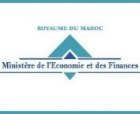 ROYAUME DU MAROC
Ministère de l'Economie et des Finances